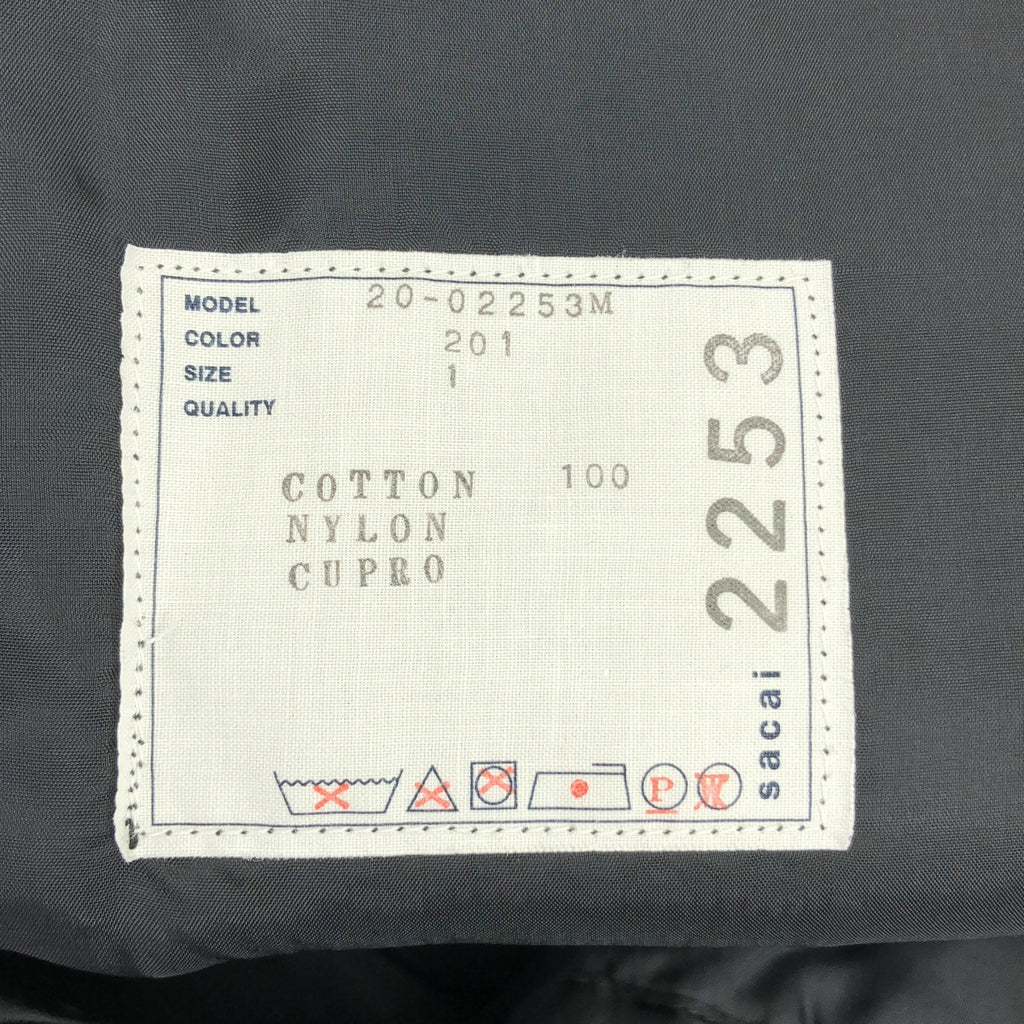 MODEL 20-02253M
COLOR 201
SIZE 1
QUALITY
COTTON 100
NYLON
CUPRO
2253
sacai
P
W